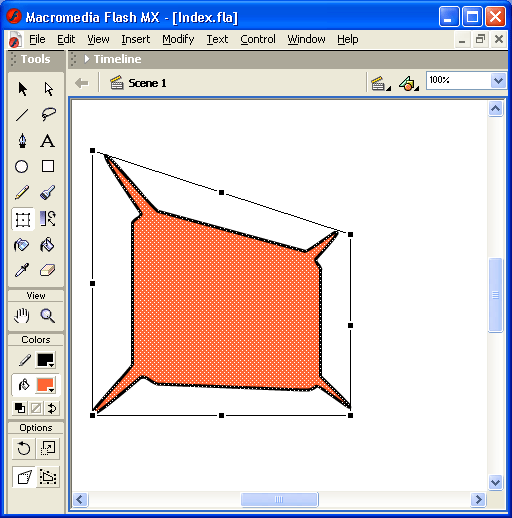 Macromedia Flash MX - [Index.fla]
File Edit View Insert Modify Text Control Window Help
Tools
Timeline
Scene 1
100%
A
View
Colors
Options